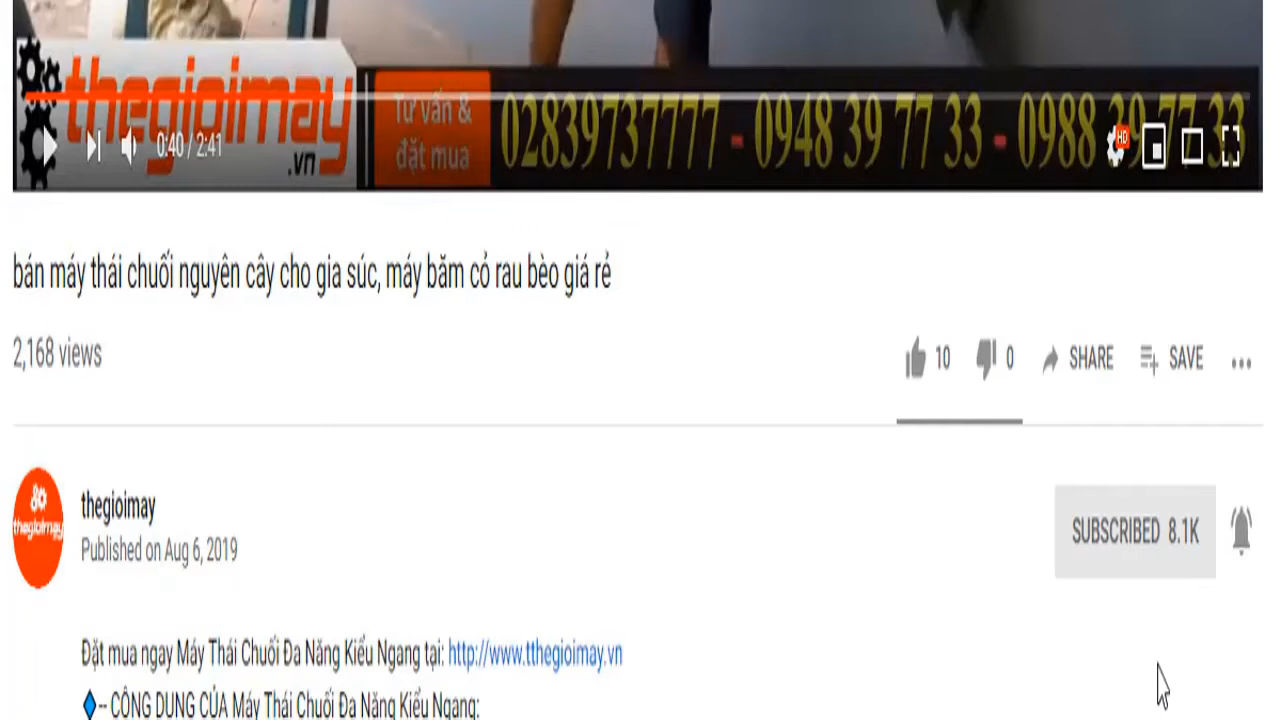 thegioimay
.vn
Tư vấn &
đặt mua
02839737777 - 0948 39 77 33 - 0988 39 77 33
HD
0:40 / 2:41
bán máy thái chuối nguyên cây cho gia súc, máy băm cỏ rau bèo giá rẻ
2,168 views
10
0
SHARE
SAVE
thegioimay
thegioimay
Published on Aug 6, 2019
SUBSCRIBED 8.1K
Đặt mua ngay Máy Thái Chuối Đa Năng Kiểu Ngang tại: http://www.tthegioimay.vn
-- CÔNG DỤNG CỦA Máy Thái Chuối Đa Năng Kiểu Ngang: